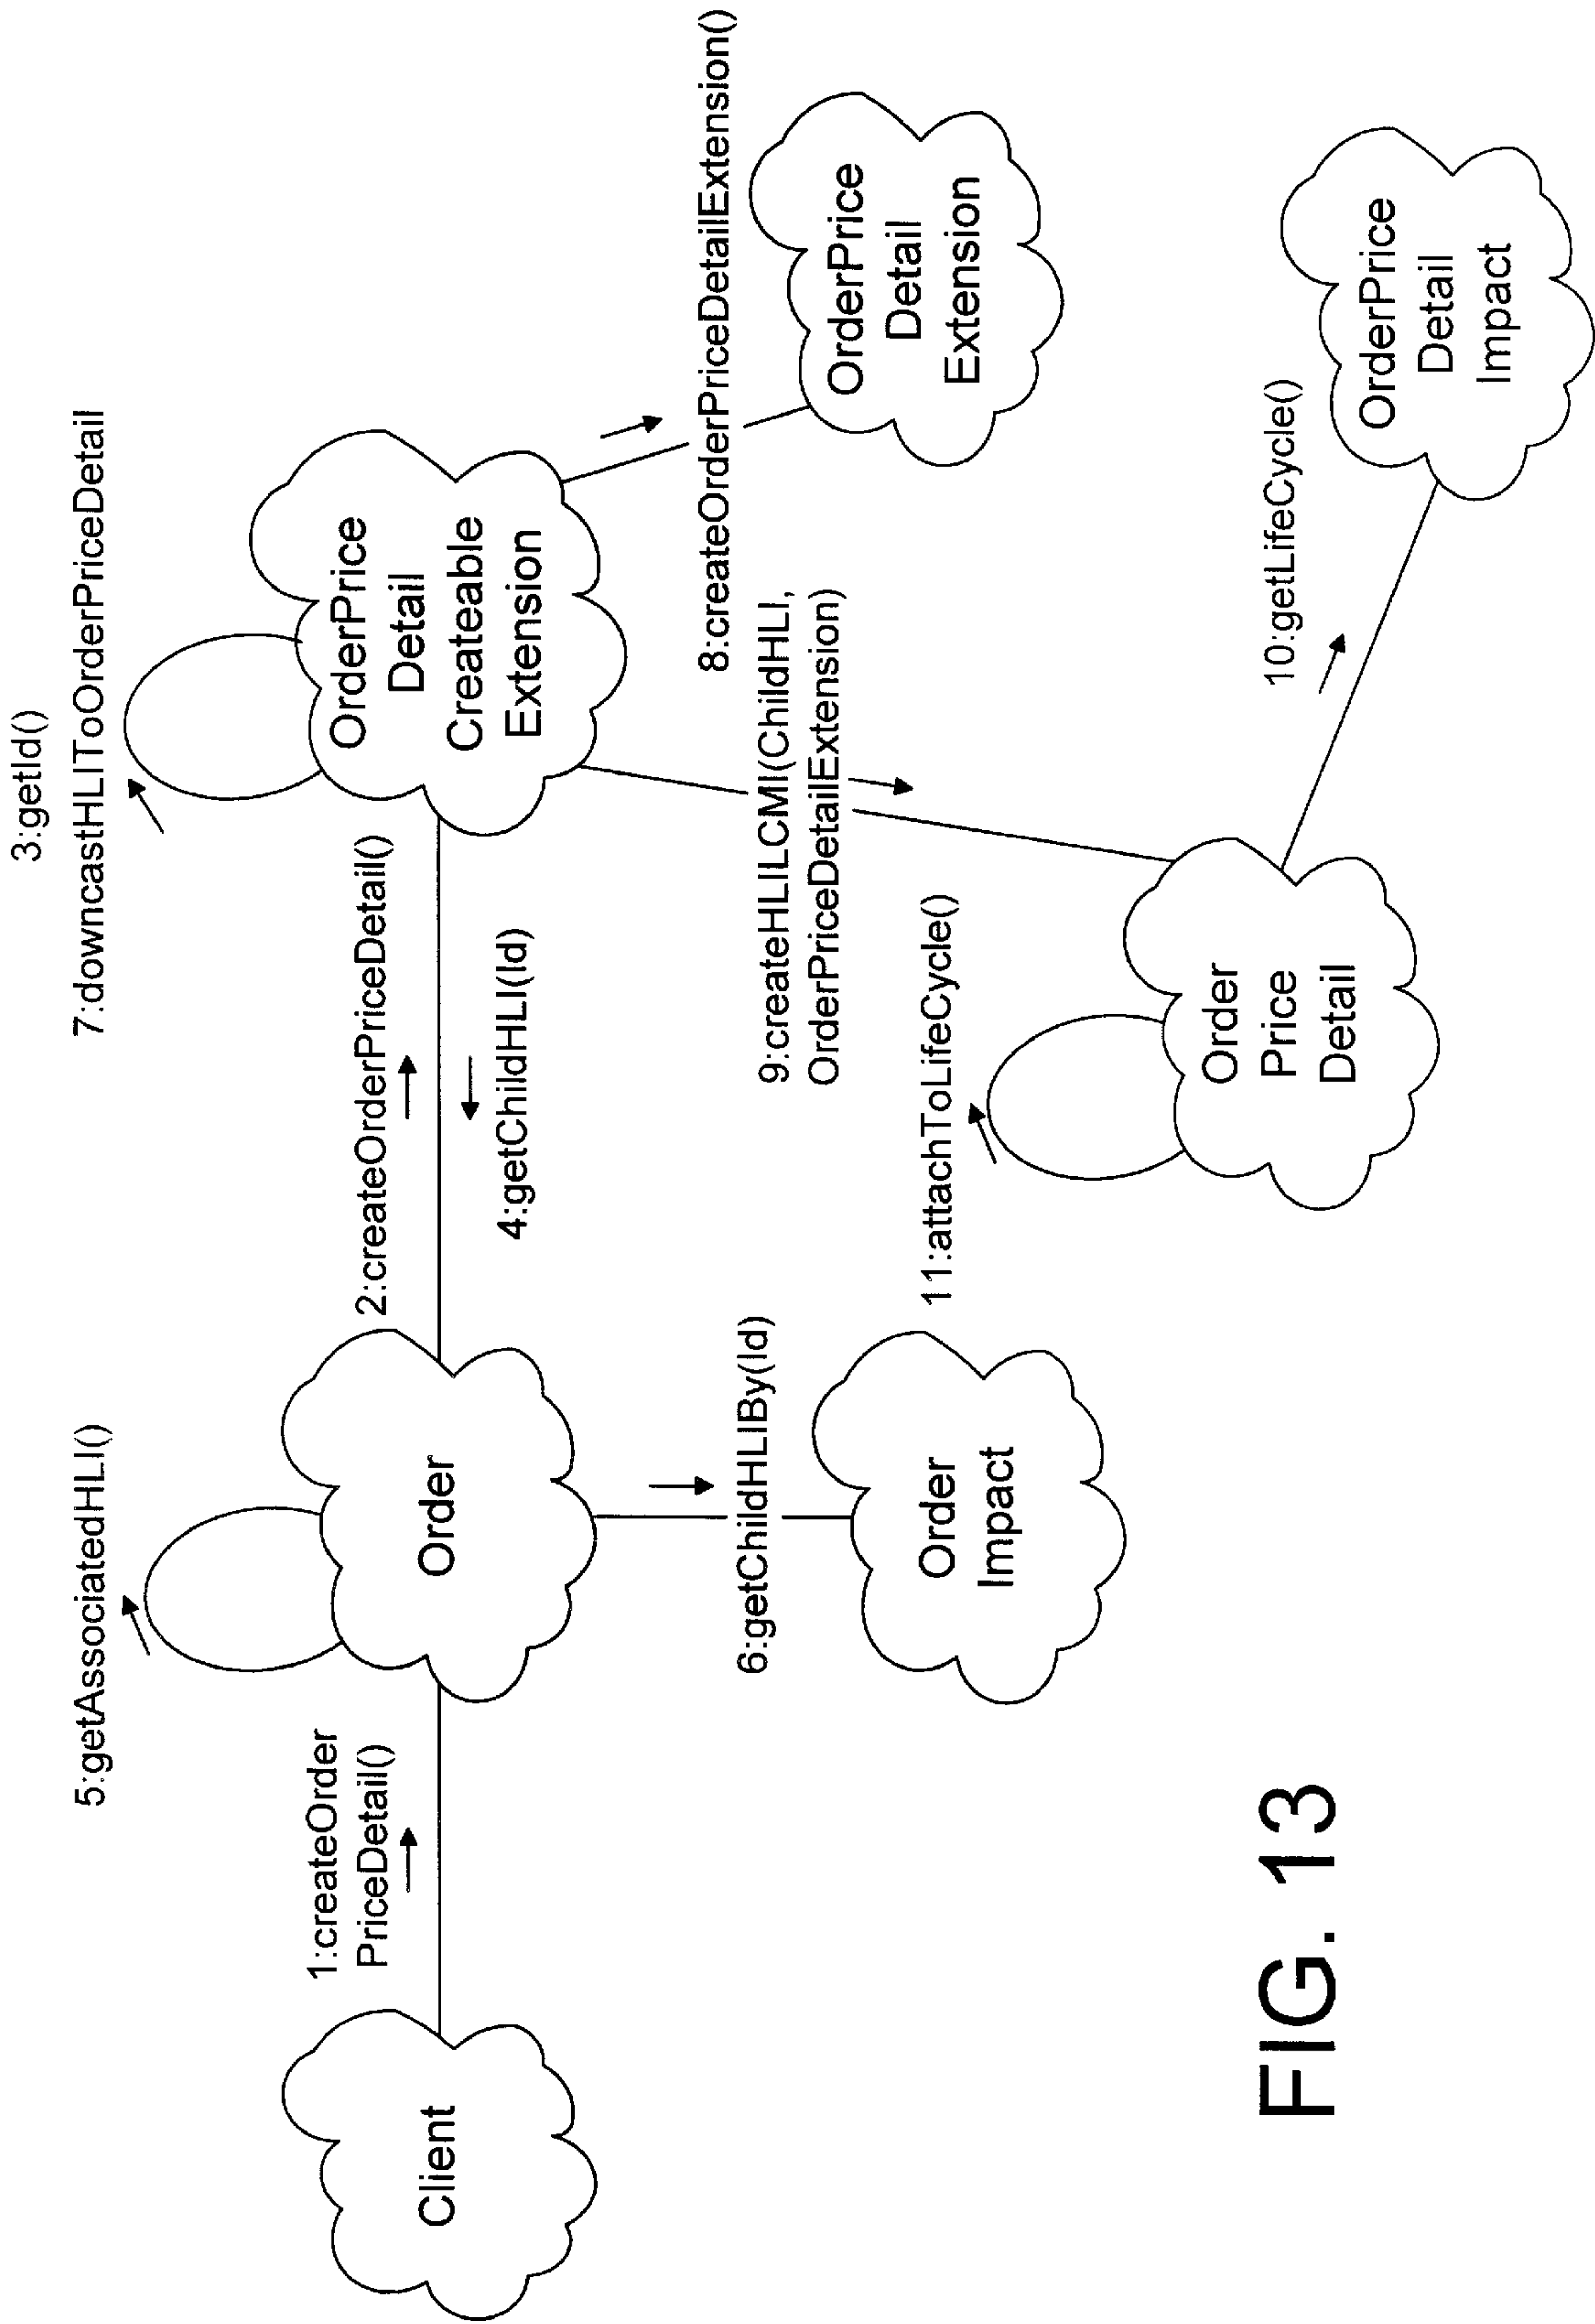 3:getId()
7:downcastHLIToOrderPriceDetail
5:getAssociatedHLI()
1:createOrder
PriceDetail()
2:createOrderPriceDetail()
4:getChildHLI(Id)
Client
Order
OrderPrice
Detail
Createable
Extension
8:createOrderPriceDetailExtension()
6:getChildHLIBy(Id)
9:createHLILCMI(ChildHLI,
OrderPriceDetailExtension)
OrderPrice
Detail
Extension
Order
Impact
11:attachToLifeCycle()
Order
Price
Detail
10:getLifeCycle()
OrderPrice
Detail
Impact
FIG. 13